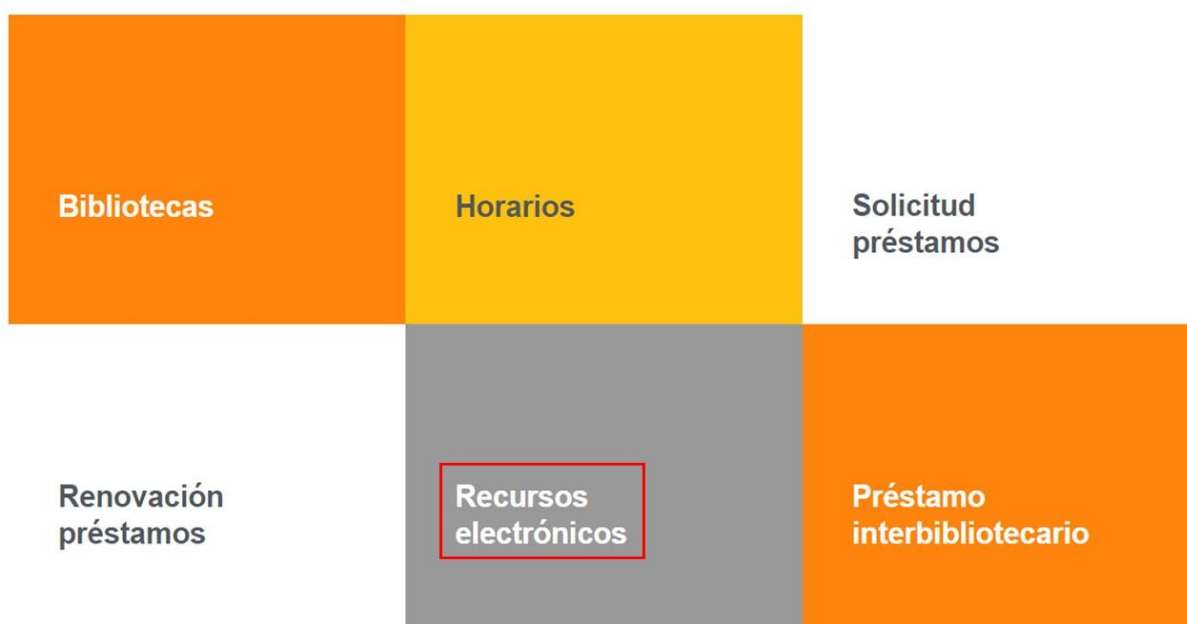 Bibliotecas
Horarios
Solicitud
préstamos
Renovación
préstamos
Recursos
electrónicos
Préstamo
interbibliotecario